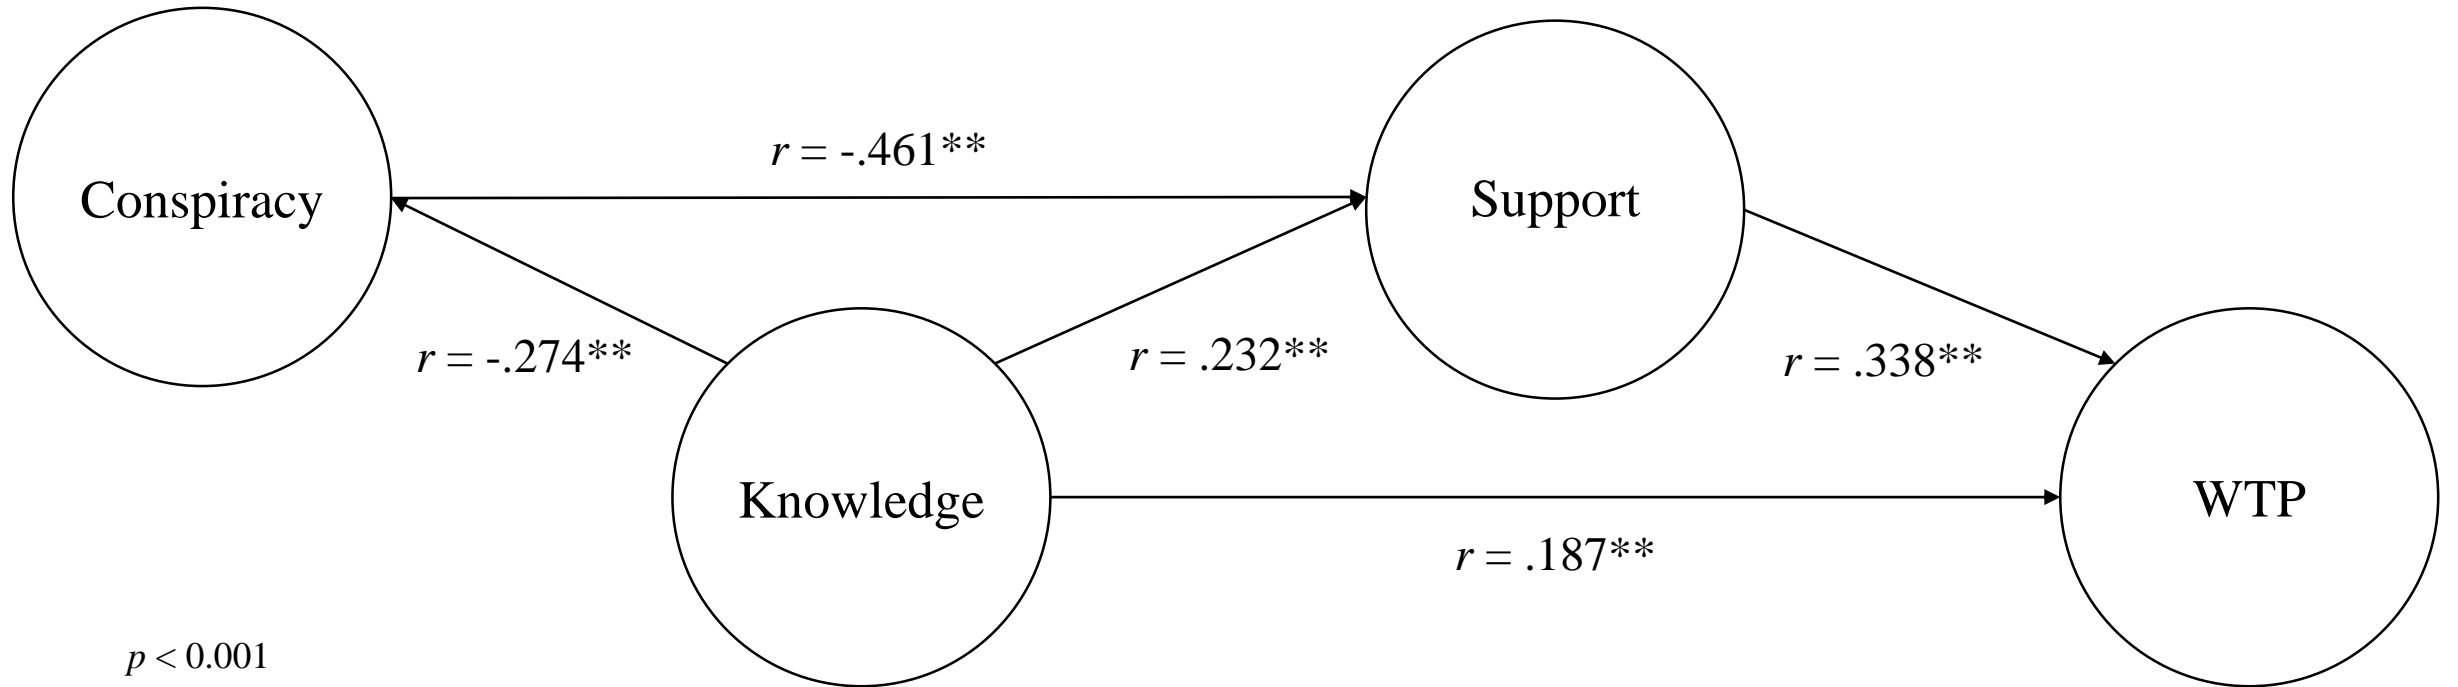 r = -.461**
Conspiracy
Support
r = -.274**
r = .232**
r = .338**
Knowledge
WTP
r = .187**
p < 0.001